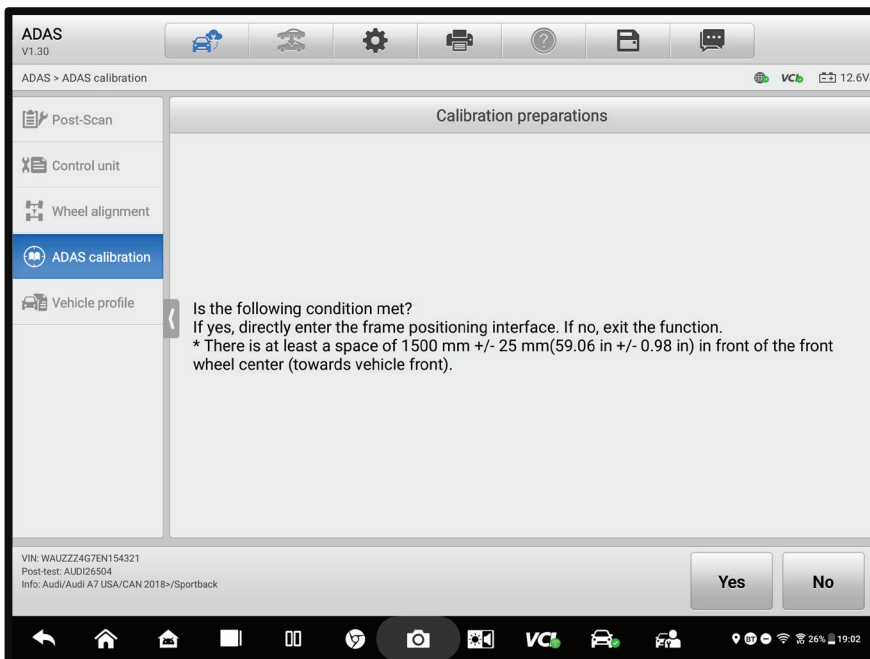 ADAS
V1.30
ADAS > ADAS calibration
VCI
12.6V
Post-Scan
Control unit
Wheel alignment
ADAS calibration
Vehicle profile
Calibration preparations
Is the following condition met?
If yes, directly enter the frame positioning interface. If no, exit the function.
* There is at least a space of 1500 mm +/- 25 mm(59.06 in +/- 0.98 in) in front of the front
wheel center (towards vehicle front).
VIN: WAUZZZ4G7EN154321
Post-test: AUDI26504
Info: Audi/Audi A7 USA/CAN 2018>/Sportback
Yes
No
VCI
BT
26%
19:02